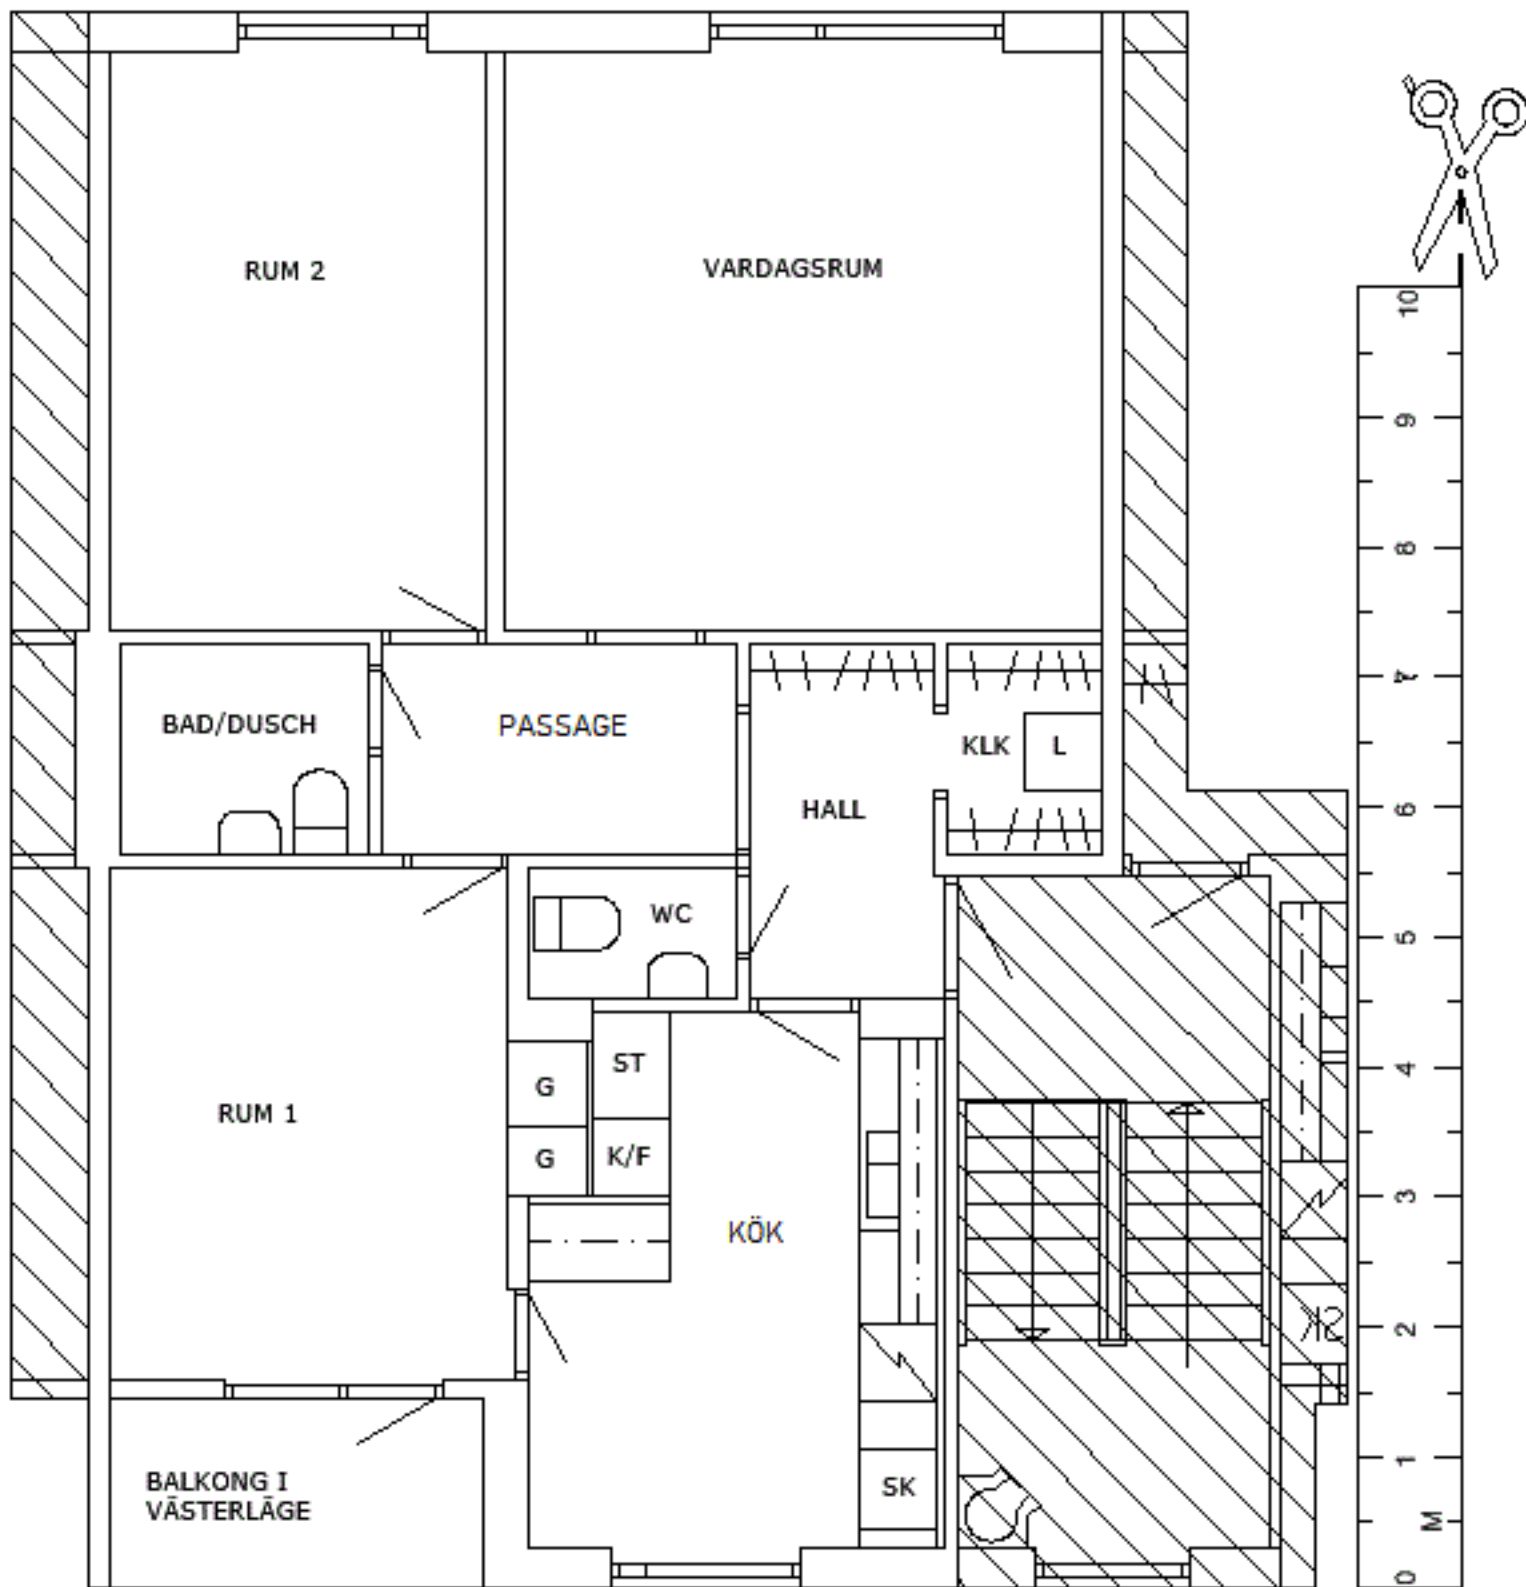 RUM 2
VARDAGSRUM
BAD/DUSCH
PASSAGE
KLK
L
HALL
WC
RUM 1
G
ST
G
K/F
KÖK
SK
BALKONG I
VÄSTERLÄGE
SK
10
9
8
7
6
5
4
3
2
1
M
0